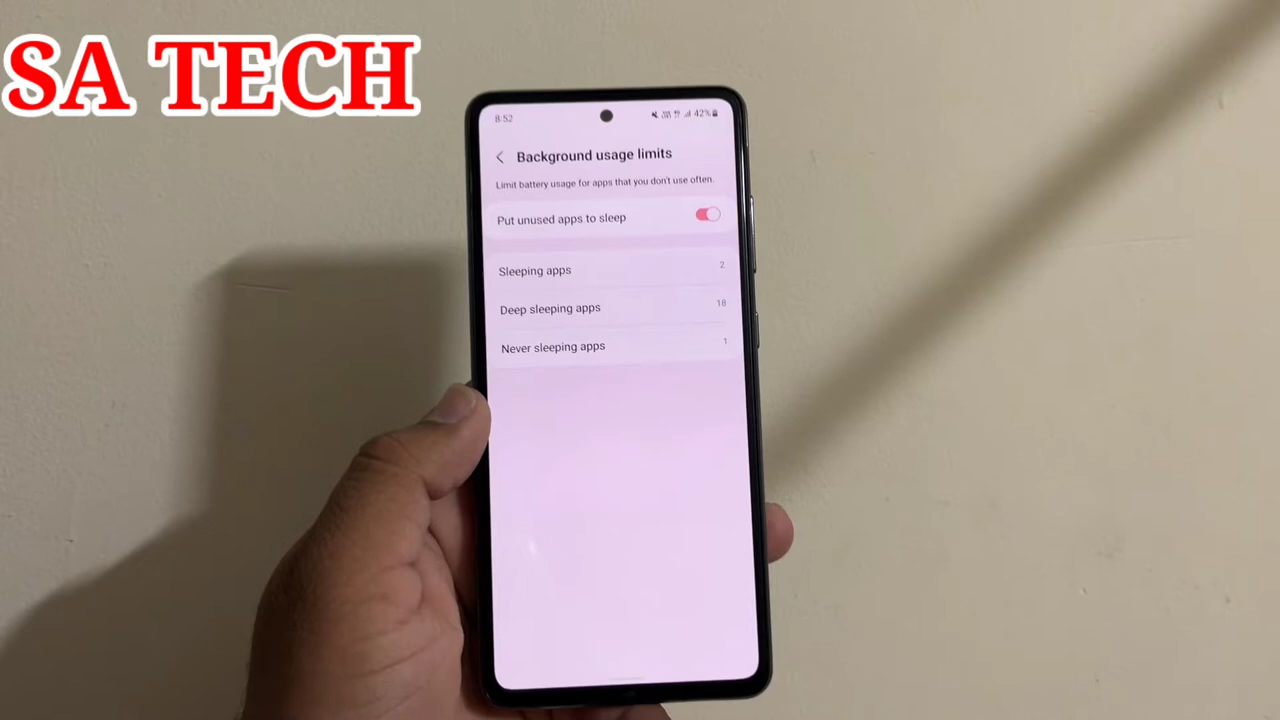 SA TECH
8:52
42%
Background usage limits
Limit battery usage for apps that you don't use often.
Put unused apps to sleep
Sleeping apps 2
Deep sleeping apps 18
Never sleeping apps 1